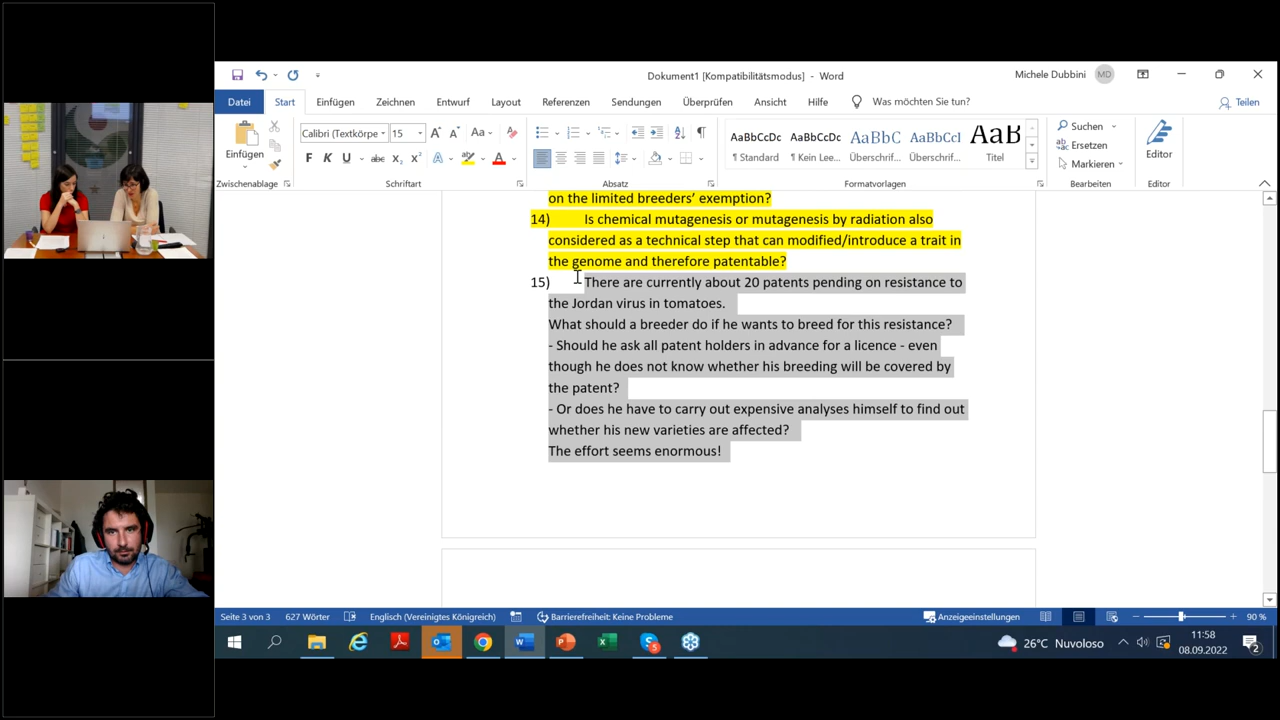 Dokument1 [Kompatibilitätsmodus] - Word
Michele Dubbini
MD
Datei
Start
Einfügen
Zeichnen
Entwurf
Layout
Referenzen
Sendungen
Überprüfen
Ansicht
Hilfe
Was möchten Sie tun?
Teilen
Einfügen
Calibri (Textkörpe
15
F K U abc x₂ x²
AaBbCcDc
AaBbCcDc
AaBbC
AaBbCcI
AaB
¶ Standard
¶ Kein Lee...
Überschrif...
Überschrif...
Titel
Suchen
Ersetzen
Markieren
Editor
Zwischenablage
Schriftart
Absatz
Formatvorlagen
Bearbeiten
Editor
on the limited breeders’ exemption?
14) Is chemical mutagenesis or mutagenesis by radiation also
considered as a technical step that can modified/introduce a trait in
the genome and therefore patentable?
15) There are currently about 20 patents pending on resistance to
the Jordan virus in tomatoes.
What should a breeder do if he wants to breed for this resistance?
- Should he ask all patent holders in advance for a licence - even
though he does not know whether his breeding will be covered by
the patent?
- Or does he have to carry out expensive analyses himself to find out
whether his new varieties are affected?
The effort seems enormous!
Seite 3 von 3
627 Wörter
Englisch (Vereinigtes Königreich)
Barrierefreiheit: Keine Probleme
Anzeigeeinstellungen
90 %
26°C Nuvoloso
11:58
08.09.2022
2